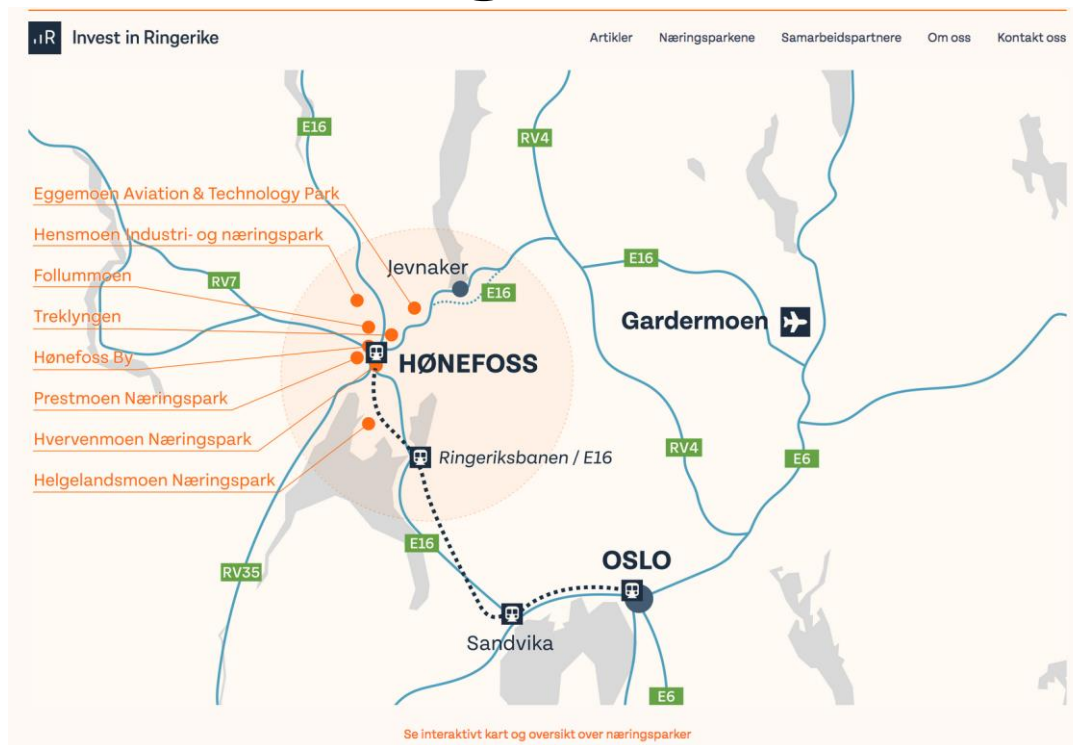 Invest in Ringerike
Artikler Næringsparkene Samarbeidspartnere Om oss Kontakt oss
E16
RV4
Eggemoen Aviation & Technology Park
Hensmoen Industri- og næringspark
Follummoen
RV7
Treklyngen
Hønefoss By
Prestmoen Næringspark
Hvervenmoen Næringspark
Helgelandsmoen Næringspark
Jevnaker
E16
E16
Gardermoen
HØNEFOSS
RV4
E6
Ringeriksbanen / E16
E16
RV35
OSLO
Sandvika
E6
Se interaktivt kart og oversikt over næringsparker